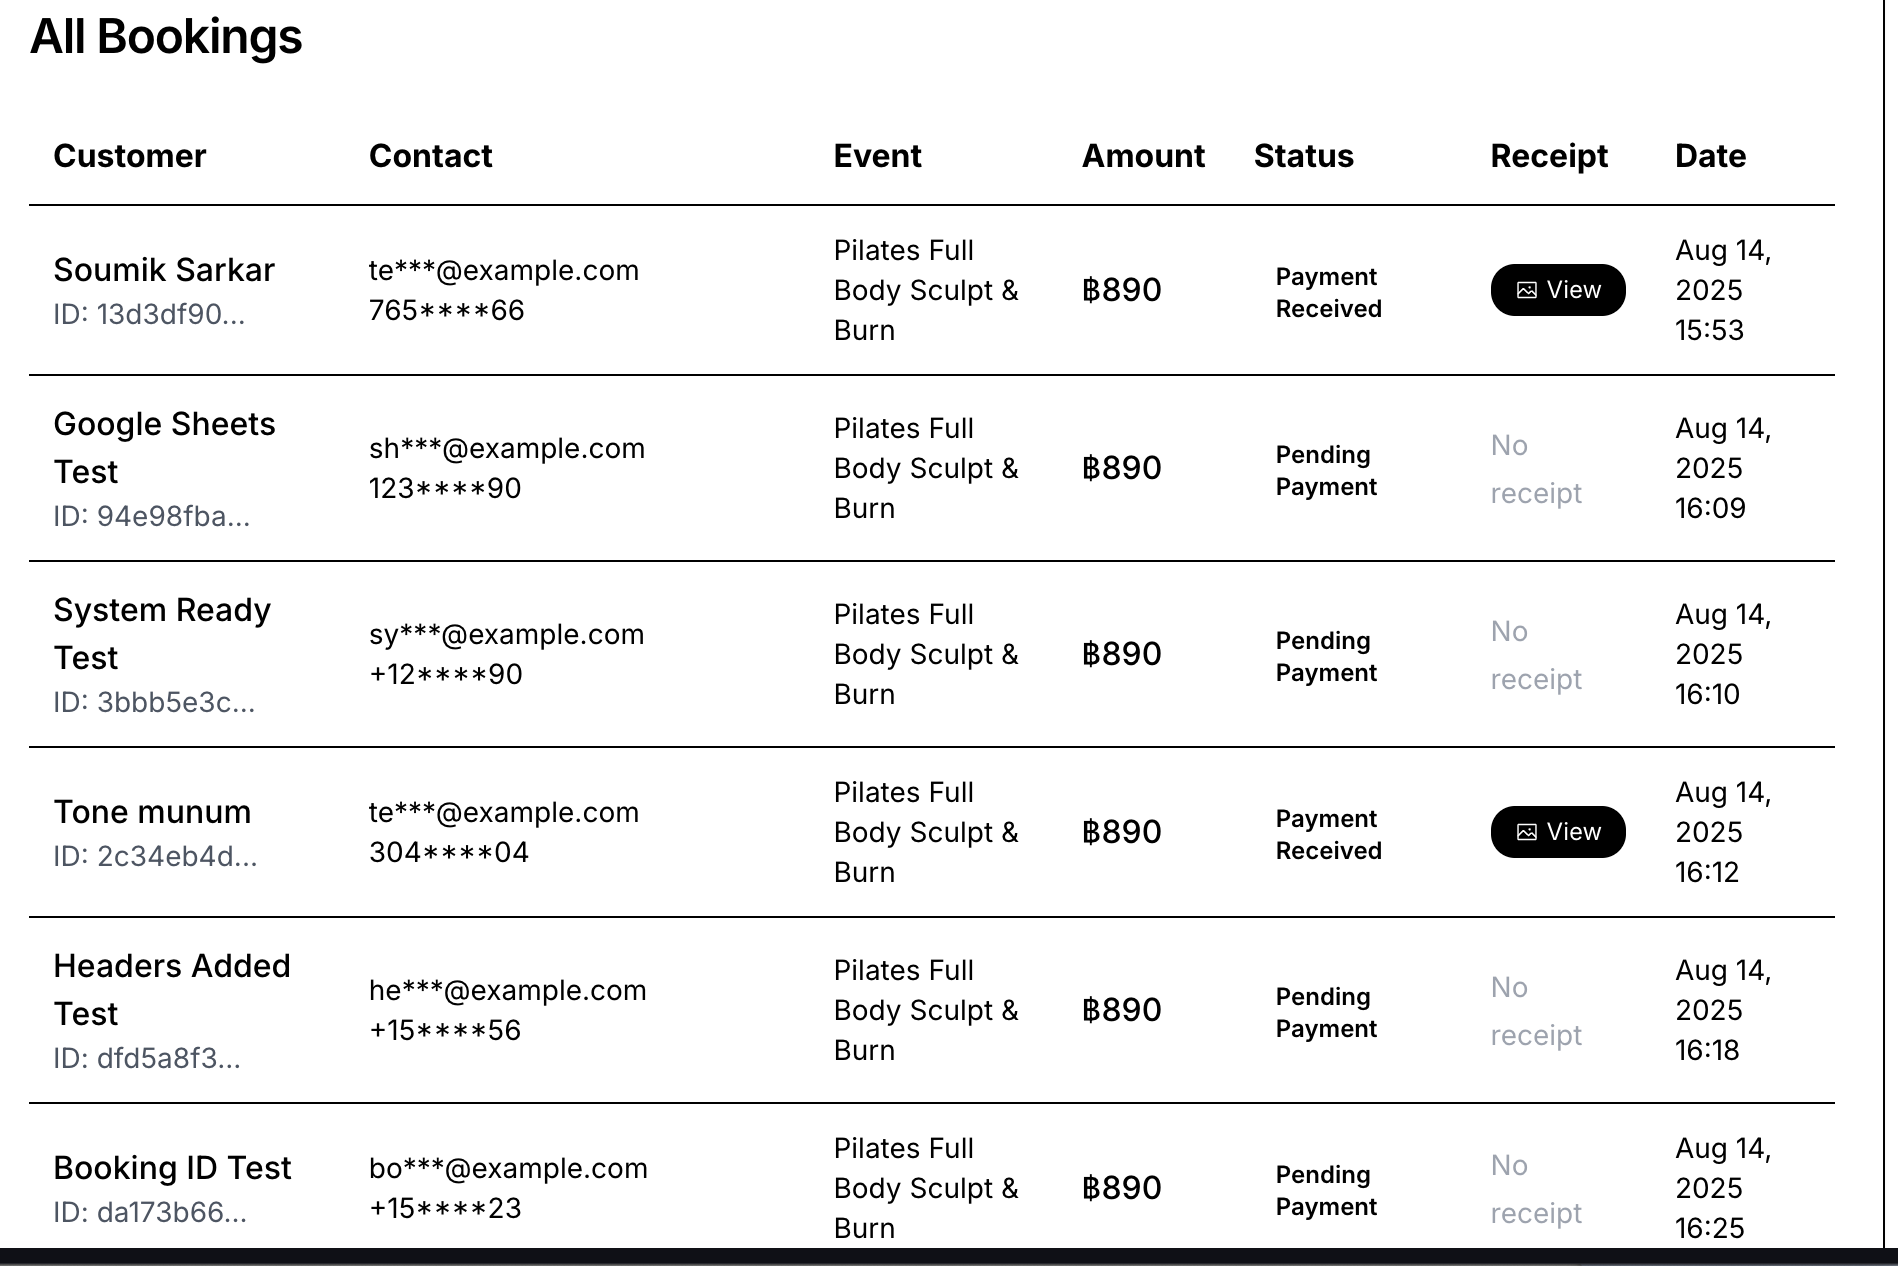 All Bookings
Customer Contact Event Amount Status Receipt Date
Soumik Sarkar
ID: 13d3df90...
te***@example.com
765****66
Pilates Full
Body Sculpt &
Burn
฿890
Payment
Received
View
Aug 14,
2025
15:53
Google Sheets
Test
ID: 94e98fba...
sh***@example.com
123****90
Pilates Full
Body Sculpt &
Burn
฿890
Pending
Payment
No
receipt
Aug 14,
2025
16:09
System Ready
Test
ID: 3bbb5e3c...
sy***@example.com
+12****90
Pilates Full
Body Sculpt &
Burn
฿890
Pending
Payment
No
receipt
Aug 14,
2025
16:10
Tone munum
ID: 2c34eb4d...
te***@example.com
304****04
Pilates Full
Body Sculpt &
Burn
฿890
Payment
Received
View
Aug 14,
2025
16:12
Headers Added
Test
ID: dfd5a8f3...
he***@example.com
+15****56
Pilates Full
Body Sculpt &
Burn
฿890
Pending
Payment
No
receipt
Aug 14,
2025
16:18
Booking ID Test
ID: da173b66...
bo***@example.com
+15****23
Pilates Full
Body Sculpt &
Burn
฿890
Pending
Payment
No
receipt
Aug 14,
2025
16:25